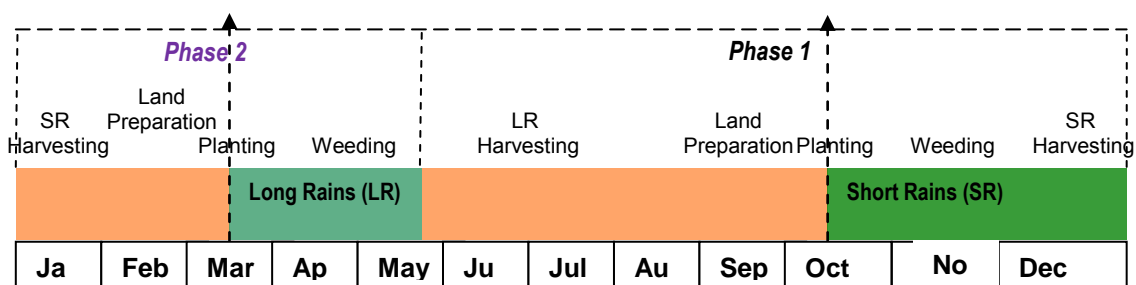 Phase 2
Phase 1
Land
Preparation
SR
Harvesting
Planting
Weeding
LR
Harvesting
Land
Preparation
Planting
Weeding
SR
Harvesting
Long Rains (LR)
Short Rains (SR)
Ja Feb Mar Ap May Ju Jul Au Sep Oct No Dec